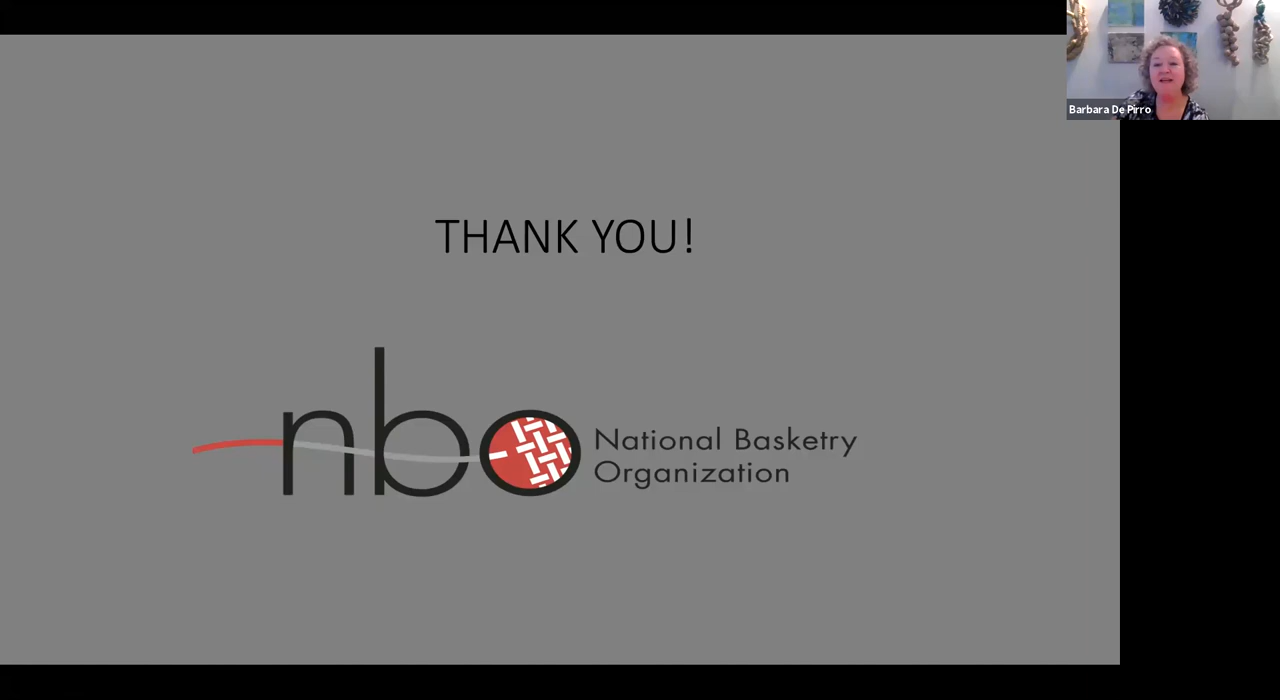 Barbara De Pirro
THANK YOU!
nbo
National Basketry
Organization